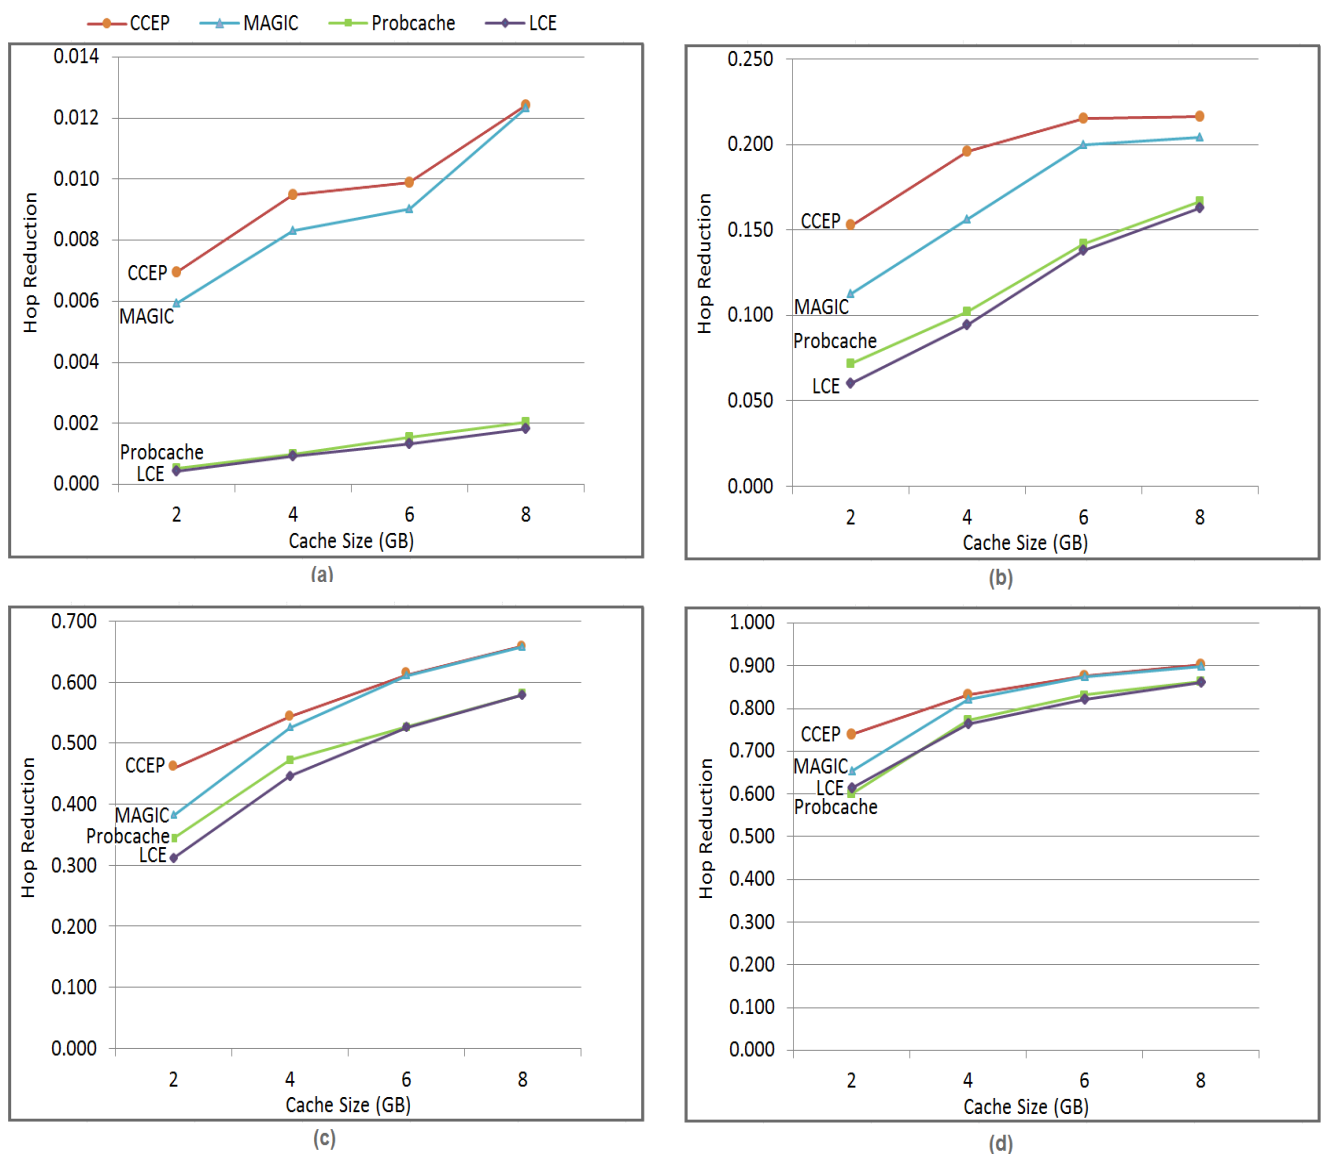 CCEP MAGIC Probcache LCE
0.014
0.012
0.010
0.008
0.006
0.004
0.002
0.000
Hop Reduction
CCEP
MAGIC
Probcache
LCE
2 4 6 8
Cache Size (GB)
(a)
0.250
0.200
0.150
0.100
0.050
0.000
Hop Reduction
CCEP
MAGIC
Probcache
LCE
2 4 6 8
Cache Size (GB)
(b)
0.700
0.600
0.500
0.400
0.300
0.200
0.100
0.000
Hop Reduction
CCEP
MAGIC
Probcache
LCE
2 4 6 8
Cache Size (GB)
(c)
1.000
0.900
0.800
0.700
0.600
0.500
0.400
0.300
0.200
0.100
0.000
Hop Reduction
CCEP
MAGIC
LCE
Probcache
2 4 6 8
Cache Size (GB)
(d)